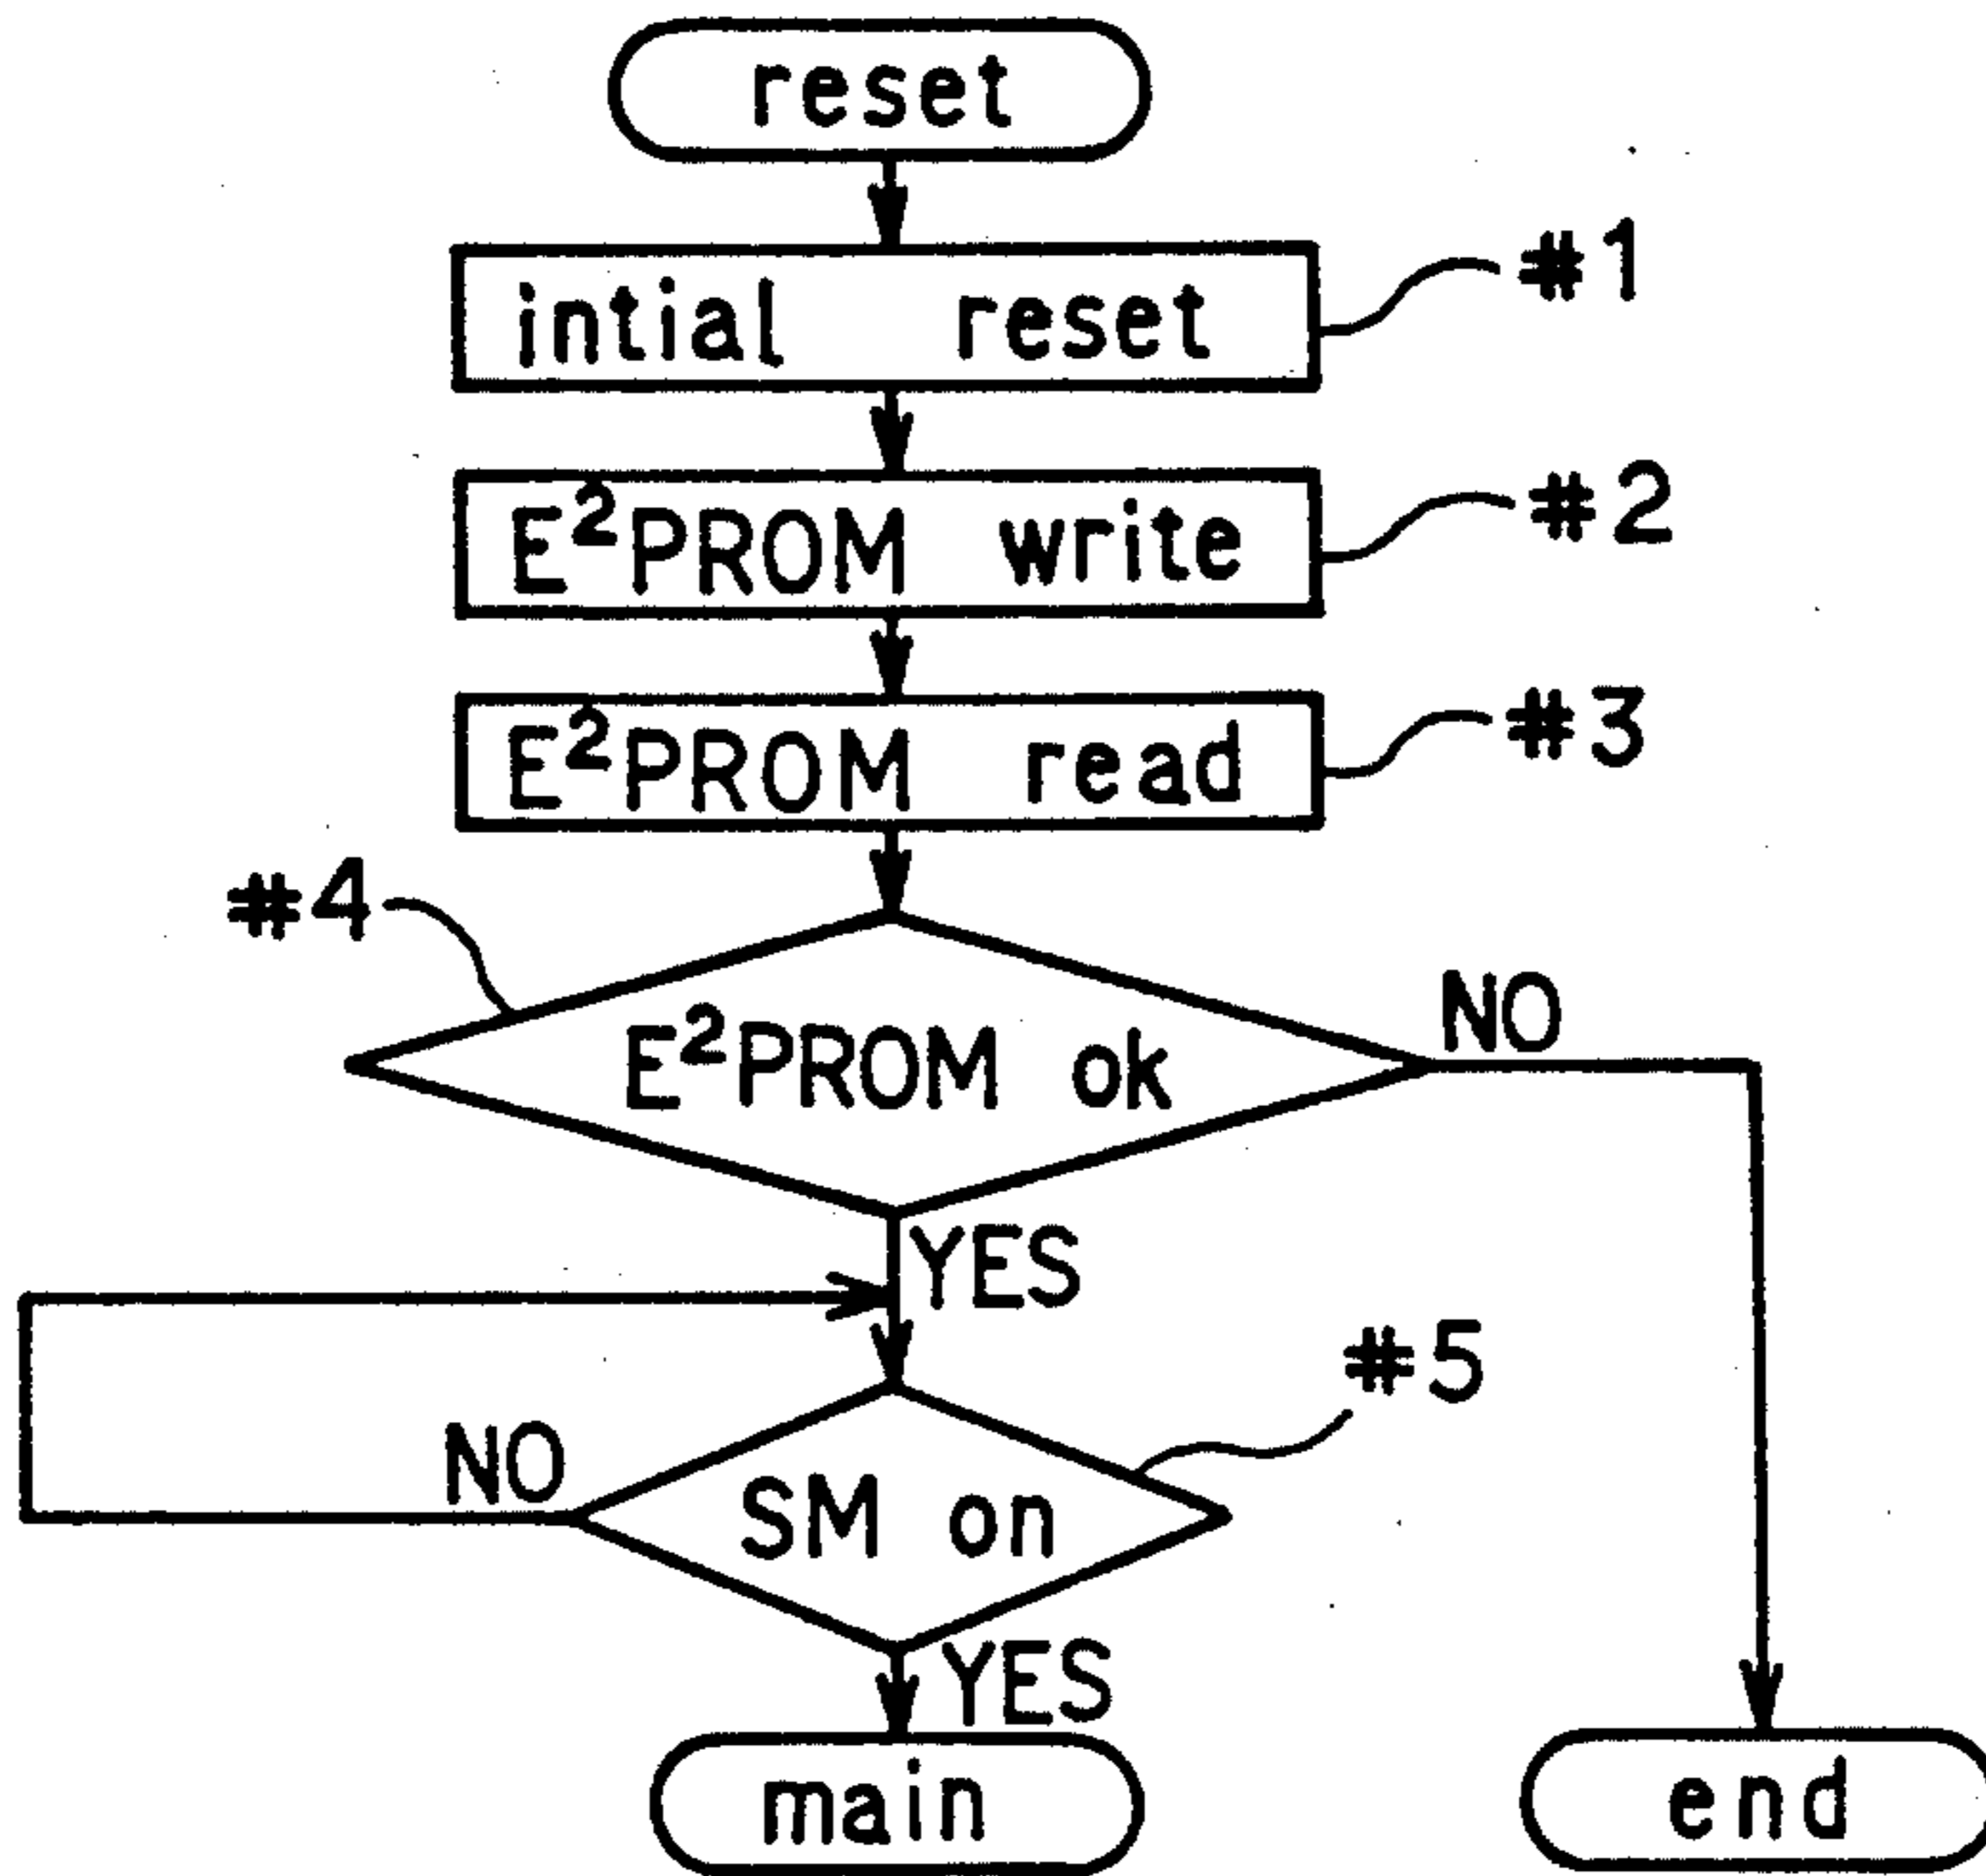 reset
intial reset
#1
E²PROM write
#2
E²PROM read
#3
#4
E²PROM ok
NO
YES
#5
NO
SM on
YES
main
end